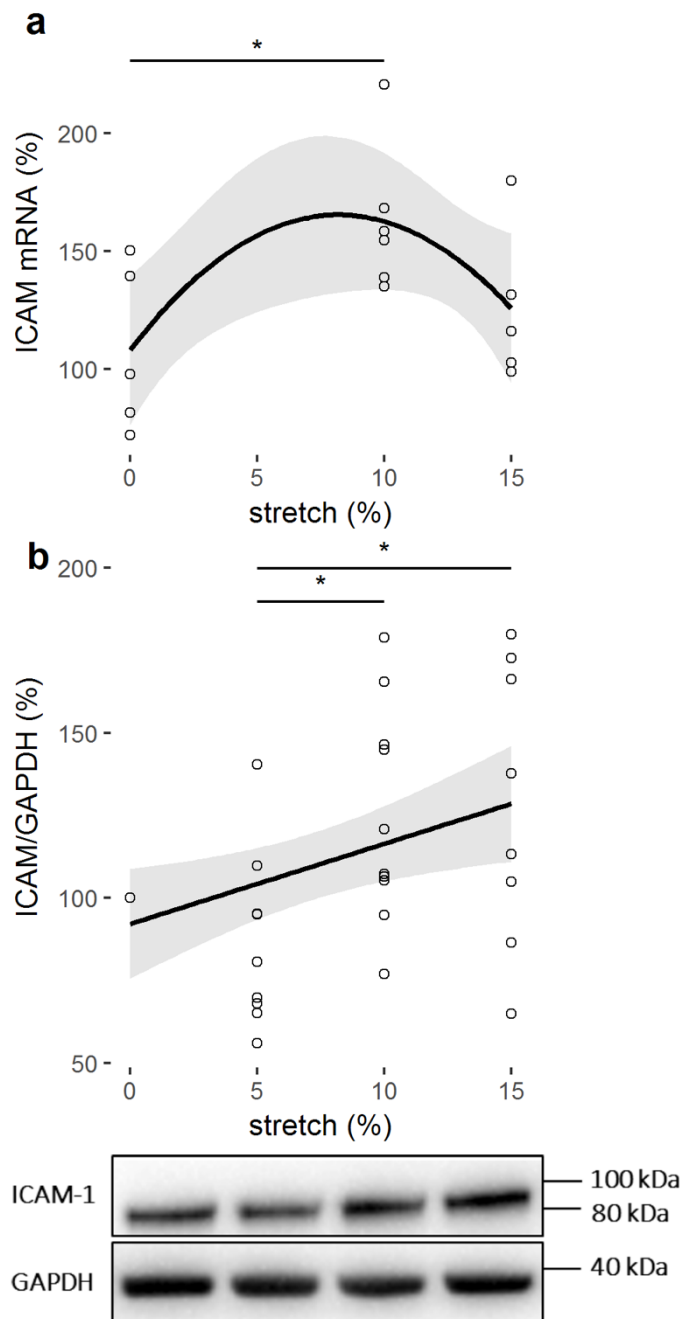 a
*
ICAM mRNA (%)
200
150
100
0 5 10 15
stretch (%)
b
*
*
ICAM/GAPDH (%)
200
150
100
50
0 5 10 15
stretch (%)
ICAM-1
100 kDa
80 kDa
GAPDH
40 kDa